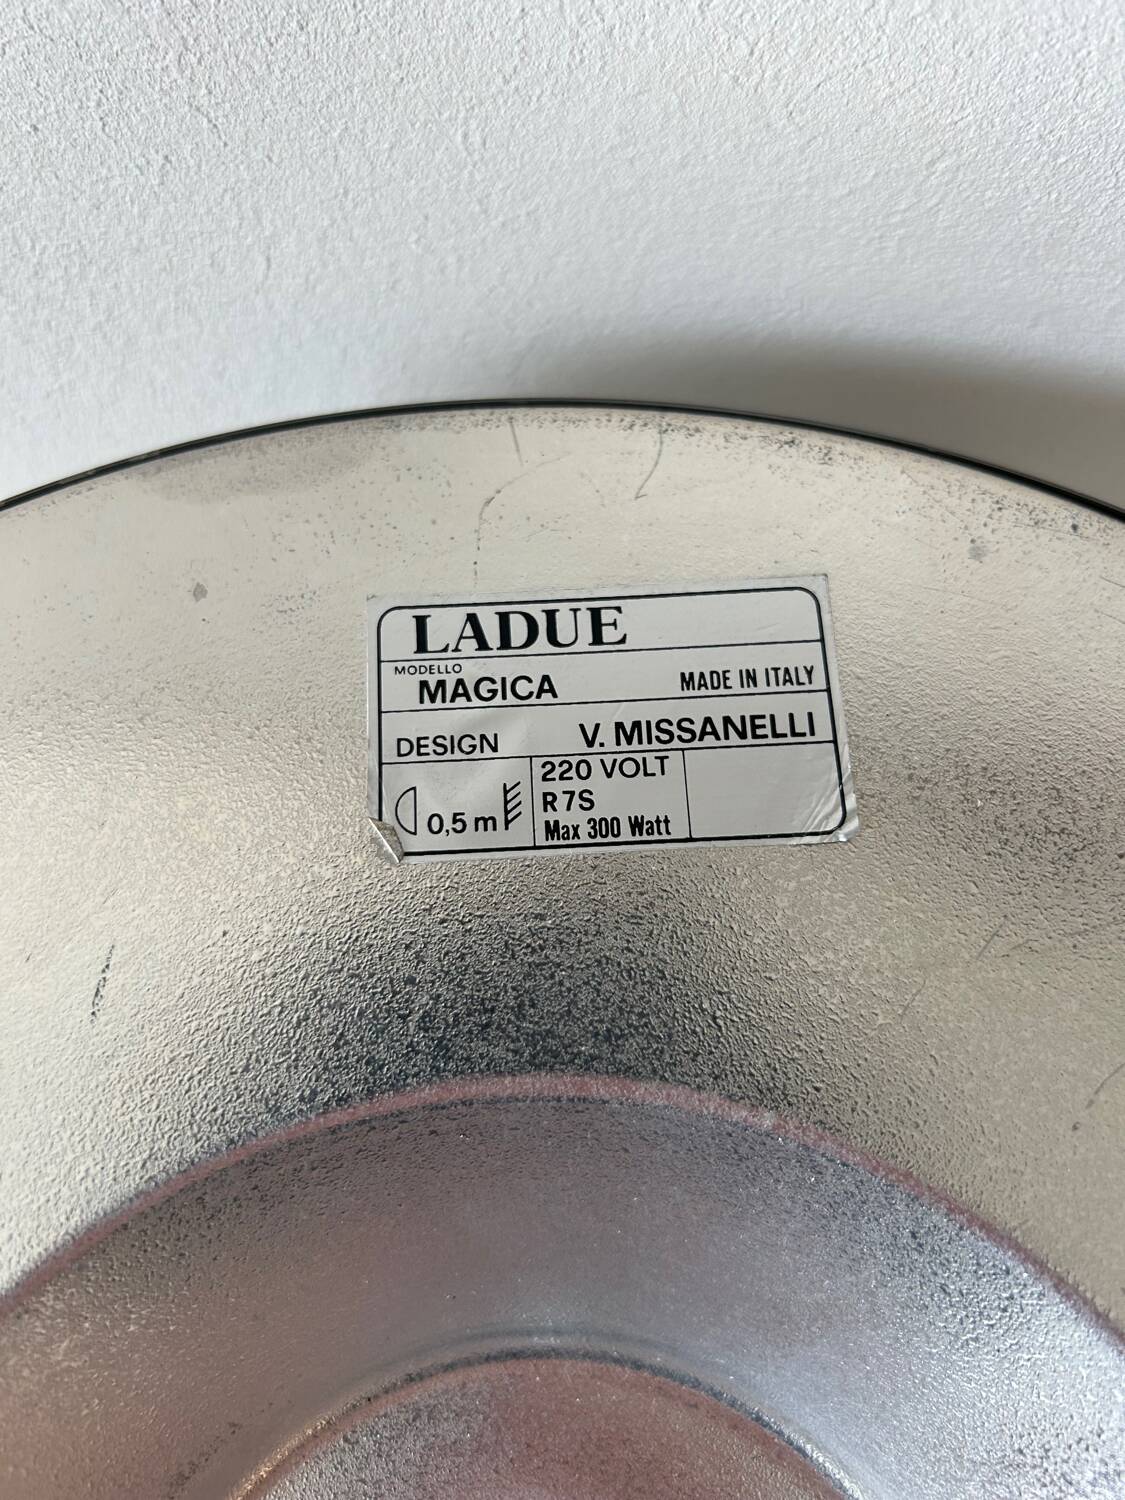 LADUE
MODELLO
MAGICA MADE IN ITALY
DESIGN V. MISSANELLI
0,5 m
220 VOLT
R7S
Max 300 Watt